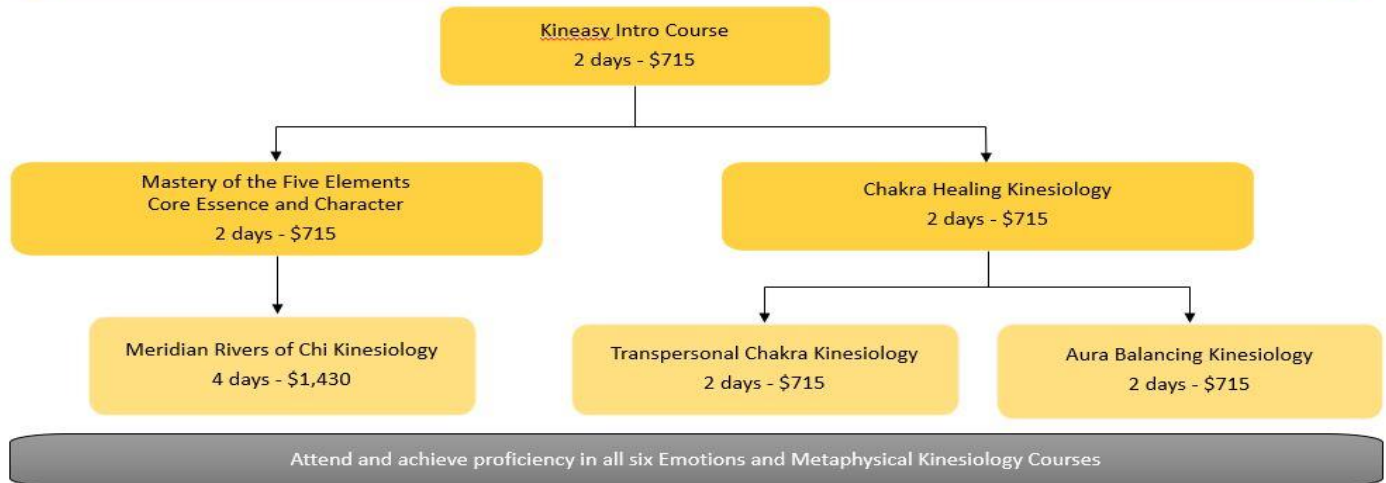 Kineasy Intro Course
2 days - $715
Mastery of the Five Elements
Core Essence and Character
2 days - $715
Chakra Healing Kinesiology
2 days - $715
Meridian Rivers of Chi Kinesiology
4 days - $1,430
Transpersonal Chakra Kinesiology
2 days - $715
Aura Balancing Kinesiology
2 days - $715
Attend and achieve proficiency in all six Emotions and Metaphysical Kinesiology Courses